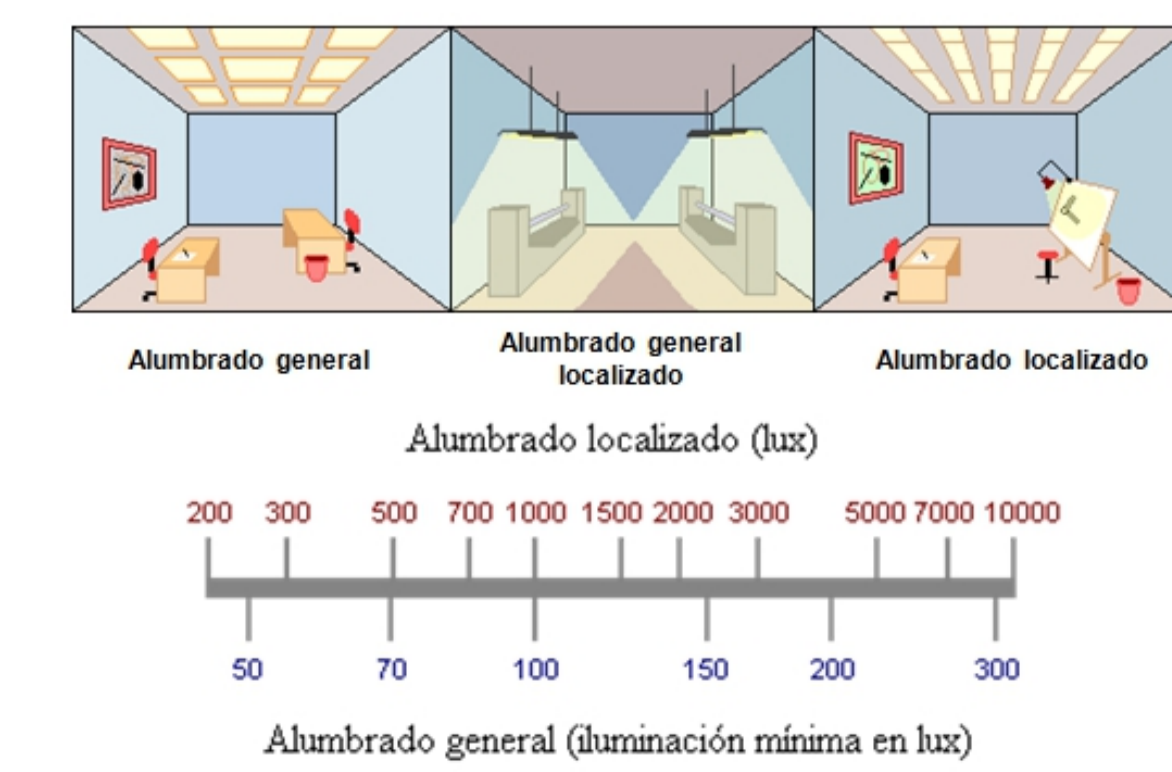 Alumbrado general
Alumbrado general
localizado
Alumbrado localizado
Alumbrado localizado (lux)
200 300 500 700 1000 1500 2000 3000 5000 7000 10000
50 70 100 150 200 300
Alumbrado general (iluminación mínima en lux)